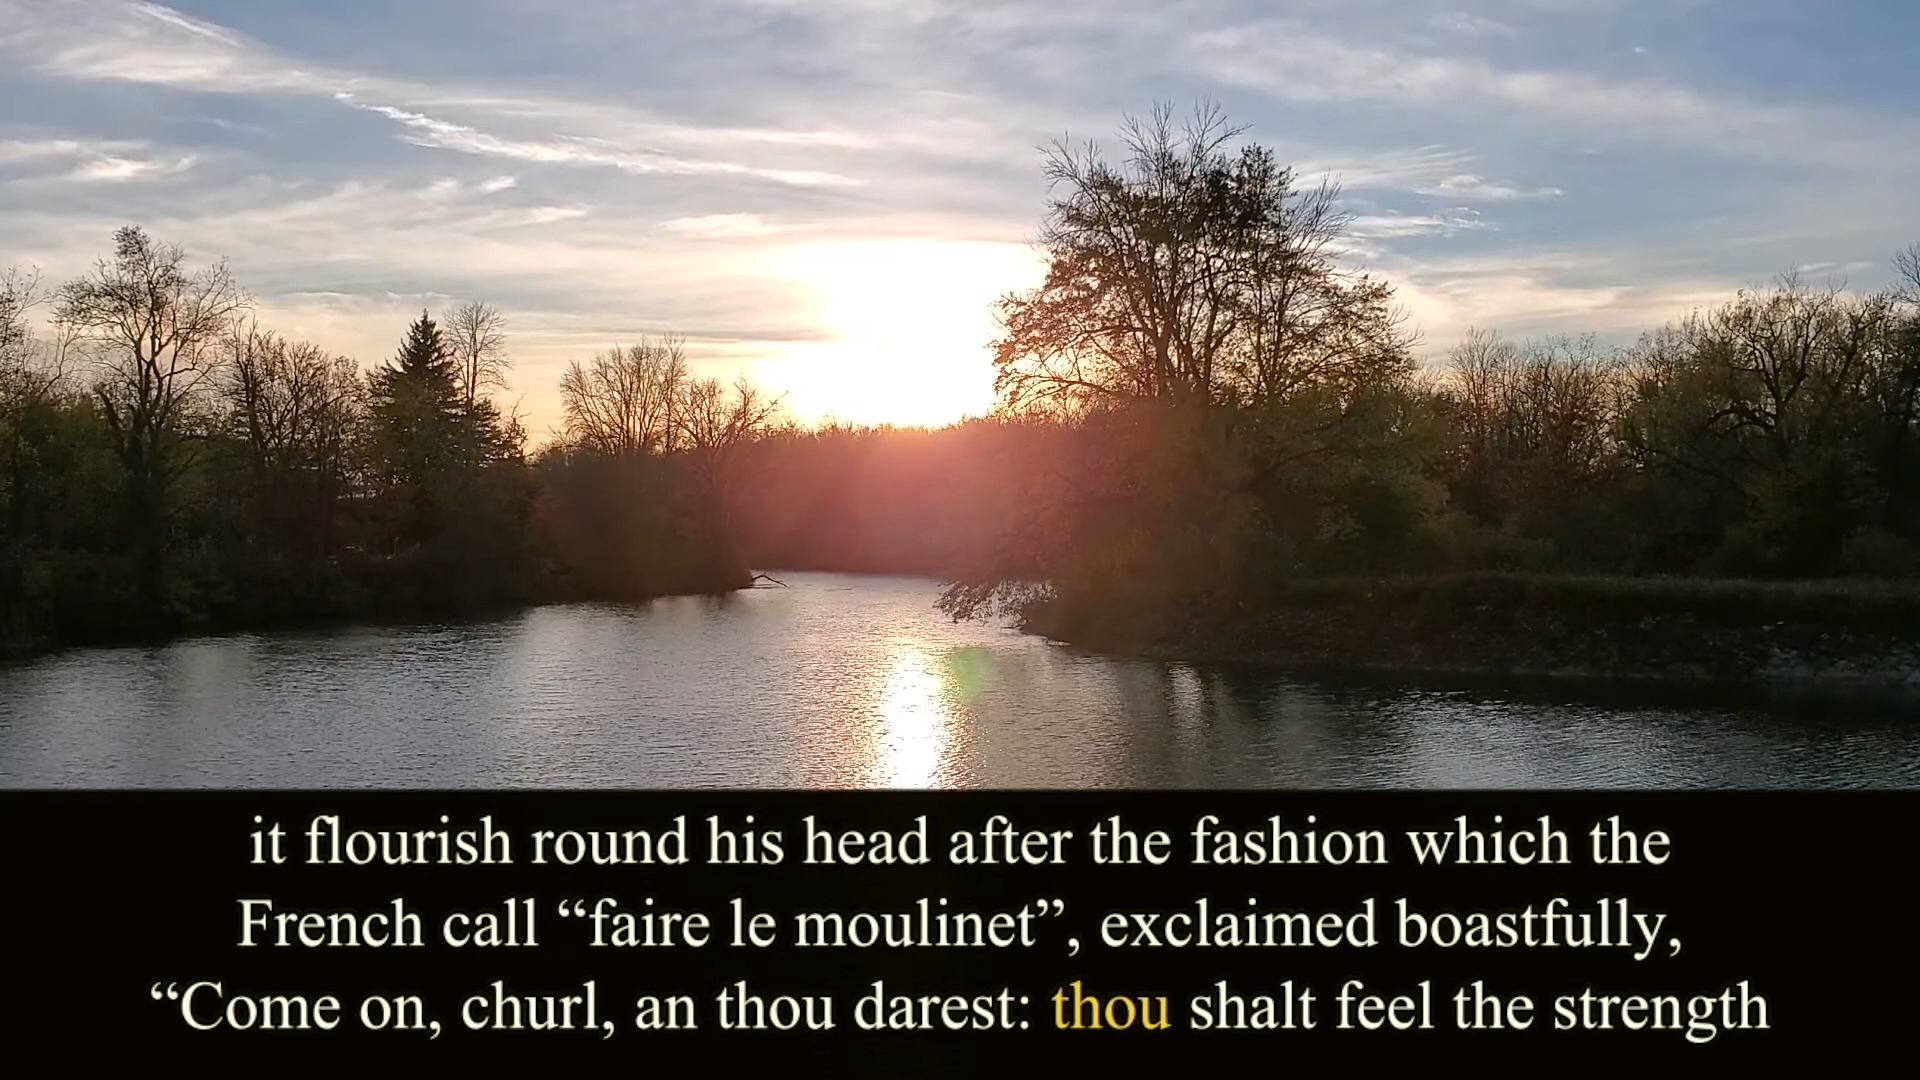 it flourish round his head after the fashion which the
French call “faire le moulinet”, exclaimed boastfully,
“Come on, churl, an thou darest: thou shalt feel the strength